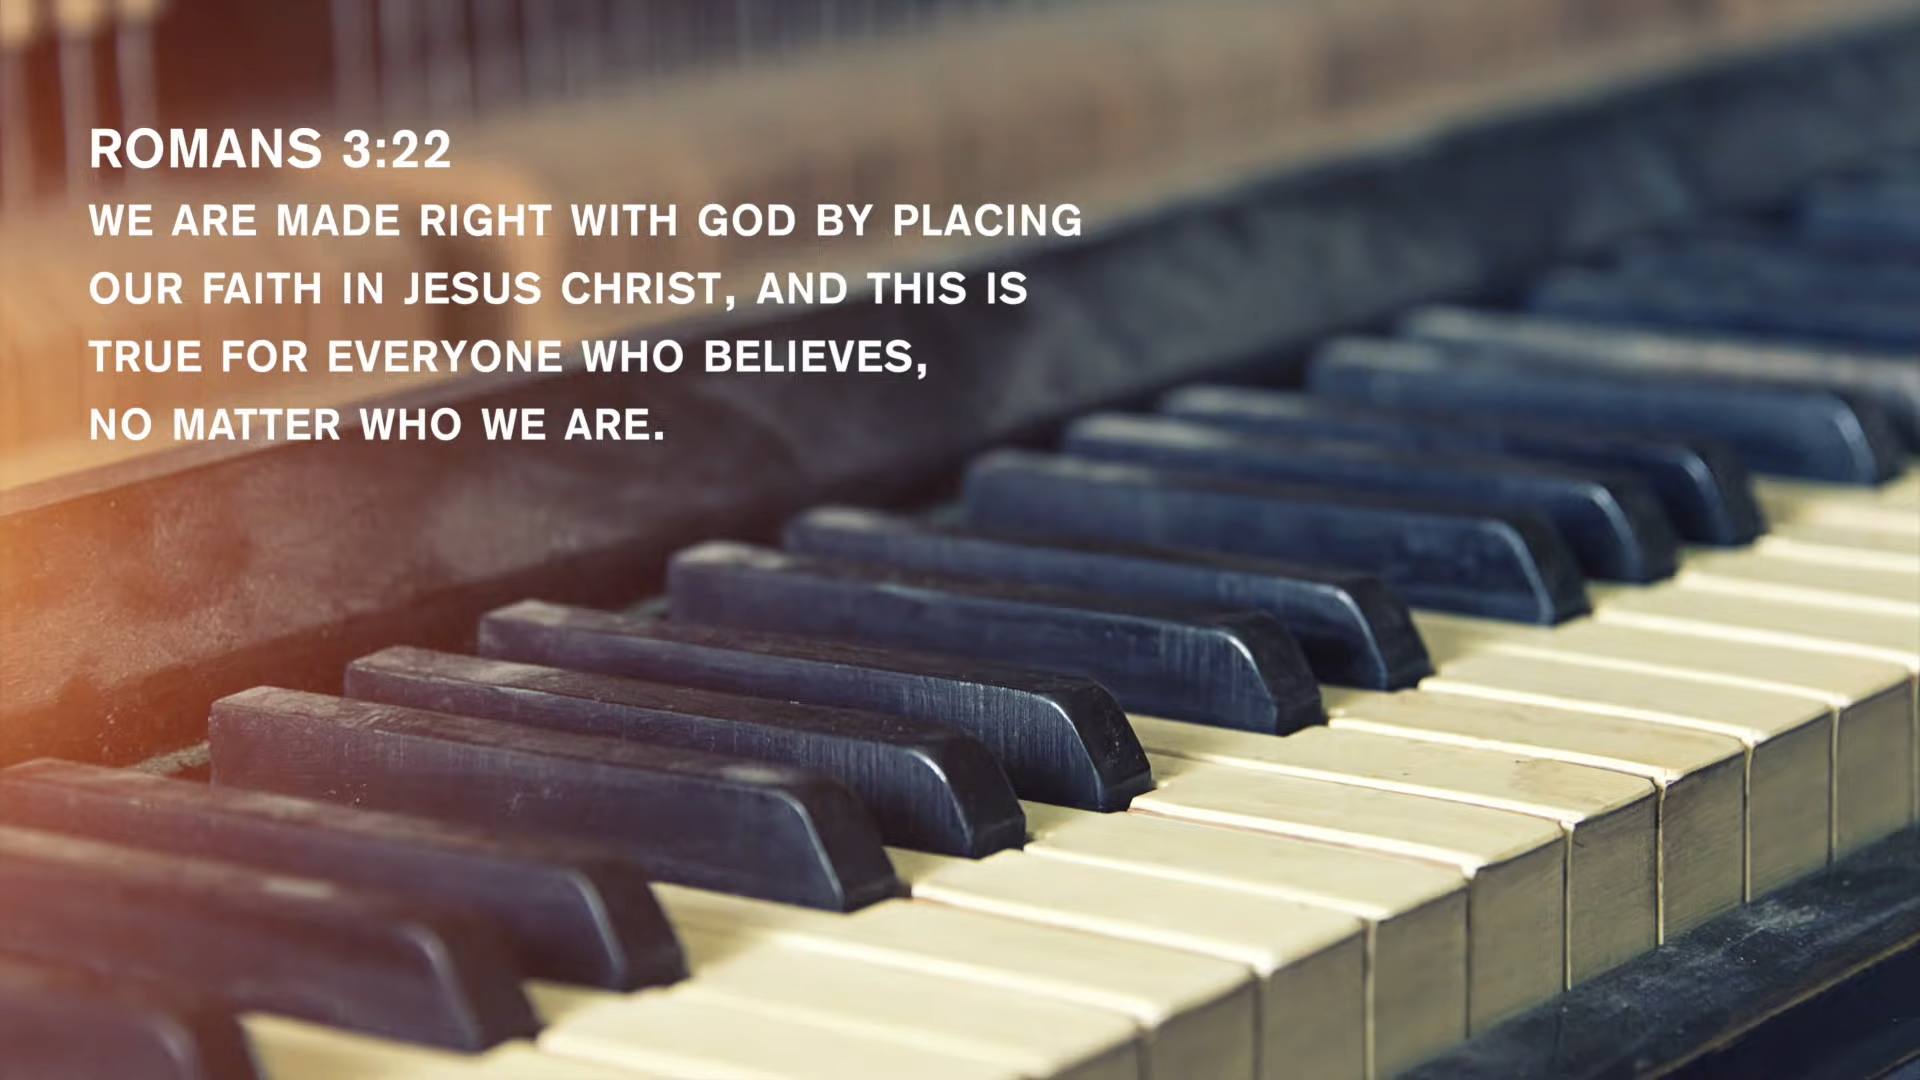 ROMANS 3:22
WE ARE MADE RIGHT WITH GOD BY PLACING
OUR FAITH IN JESUS CHRIST, AND THIS IS
TRUE FOR EVERYONE WHO BELIEVES,
NO MATTER WHO WE ARE.